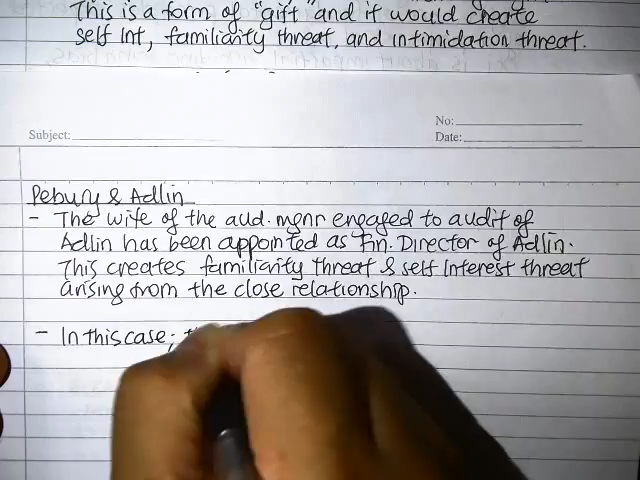 This is a form of "gift" and it would create
self Int, familiarity threat, and intimidation threat.
No:
Subject:
Date:
Pebury & Adlin
- The wife of the aud. mgnr engaged to audit of
Adlin has been appointed as Fin. Director of Adlin.
This creates familiarity threat & self Interest threat
arising from the close relationship.
- In this case;